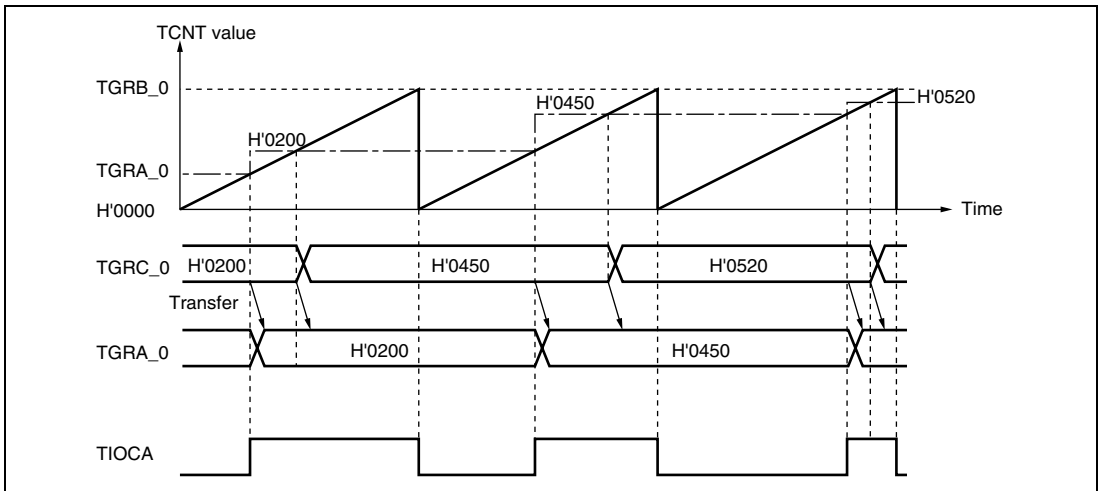 TCNT value
TGRB_0
H'0450
H'0520
H'0200
TGRA_0
H'0000
Time
TGRC_0 H'0200 H'0450 H'0520
Transfer
TGRA_0 H'0200 H'0450
TIOCA